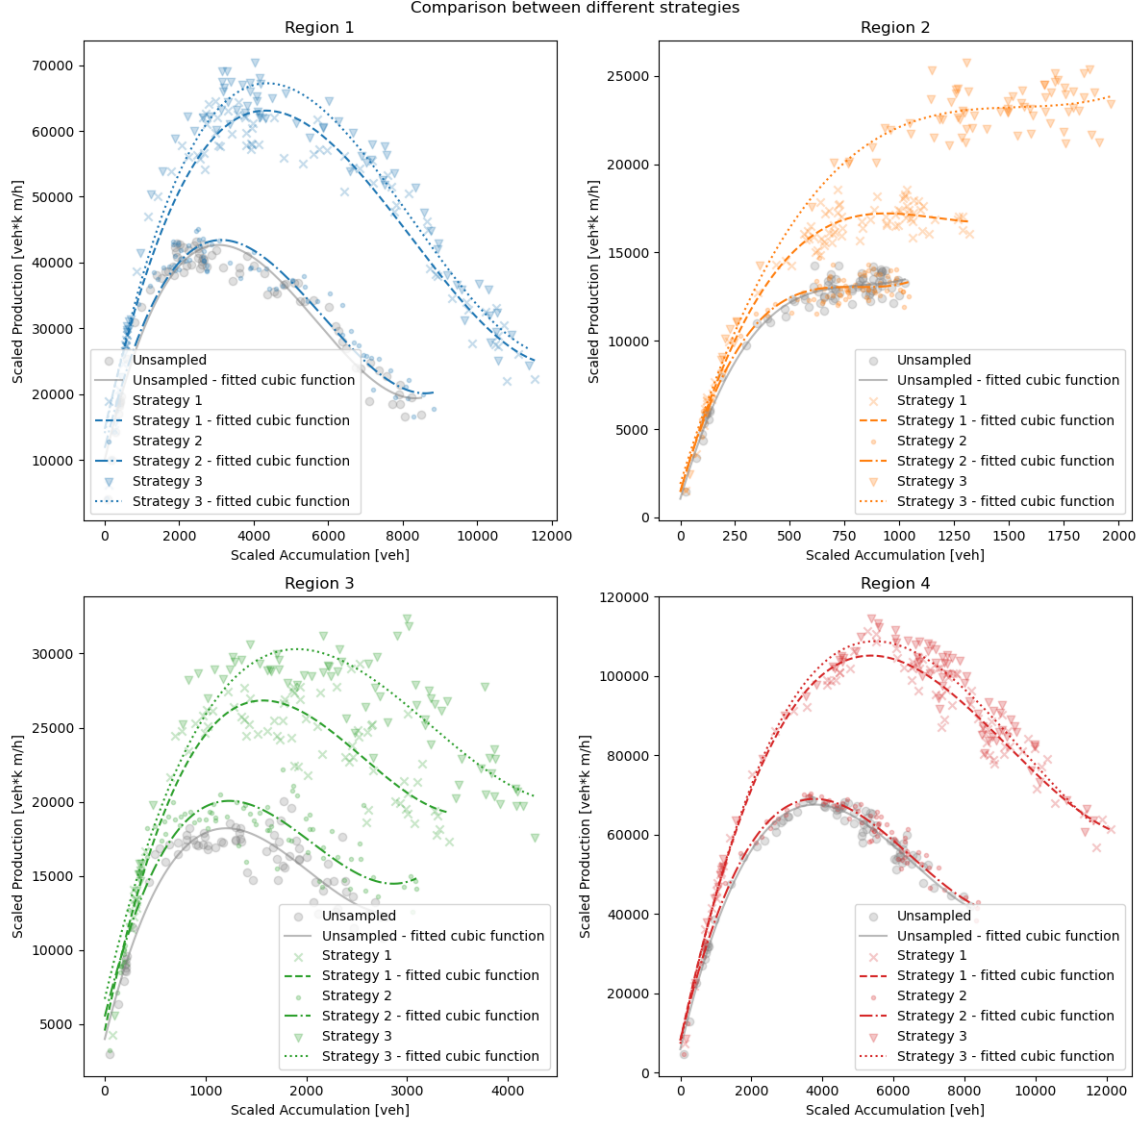 Comparison between different strategies
Region 1
Scaled Production [veh*k m/h]
70000
60000
50000
40000
30000
20000
10000
Unsampled
Unsampled - fitted cubic function
Strategy 1
Strategy 1 - fitted cubic function
Strategy 2
Strategy 2 - fitted cubic function
Strategy 3
Strategy 3 - fitted cubic function
0 2000 4000 6000 8000 10000 12000
Scaled Accumulation [veh]
Region 2
Scaled Production [veh*k m/h]
25000
20000
15000
10000
5000
0
Unsampled
Unsampled - fitted cubic function
Strategy 1
Strategy 1 - fitted cubic function
Strategy 2
Strategy 2 - fitted cubic function
Strategy 3
Strategy 3 - fitted cubic function
0 250 500 750 1000 1250 1500 1750 2000
Scaled Accumulation [veh]
Region 3
Scaled Production [veh*k m/h]
30000
25000
20000
15000
10000
5000
Unsampled
Unsampled - fitted cubic function
Strategy 1
Strategy 1 - fitted cubic function
Strategy 2
Strategy 2 - fitted cubic function
Strategy 3
Strategy 3 - fitted cubic function
0 1000 2000 3000 4000
Scaled Accumulation [veh]
Region 4
Scaled Production [veh*k m/h]
120000
100000
80000
60000
40000
20000
0
Unsampled
Unsampled - fitted cubic function
Strategy 1
Strategy 1 - fitted cubic function
Strategy 2
Strategy 2 - fitted cubic function
Strategy 3
Strategy 3 - fitted cubic function
0 2000 4000 6000 8000 10000 12000
Scaled Accumulation [veh]